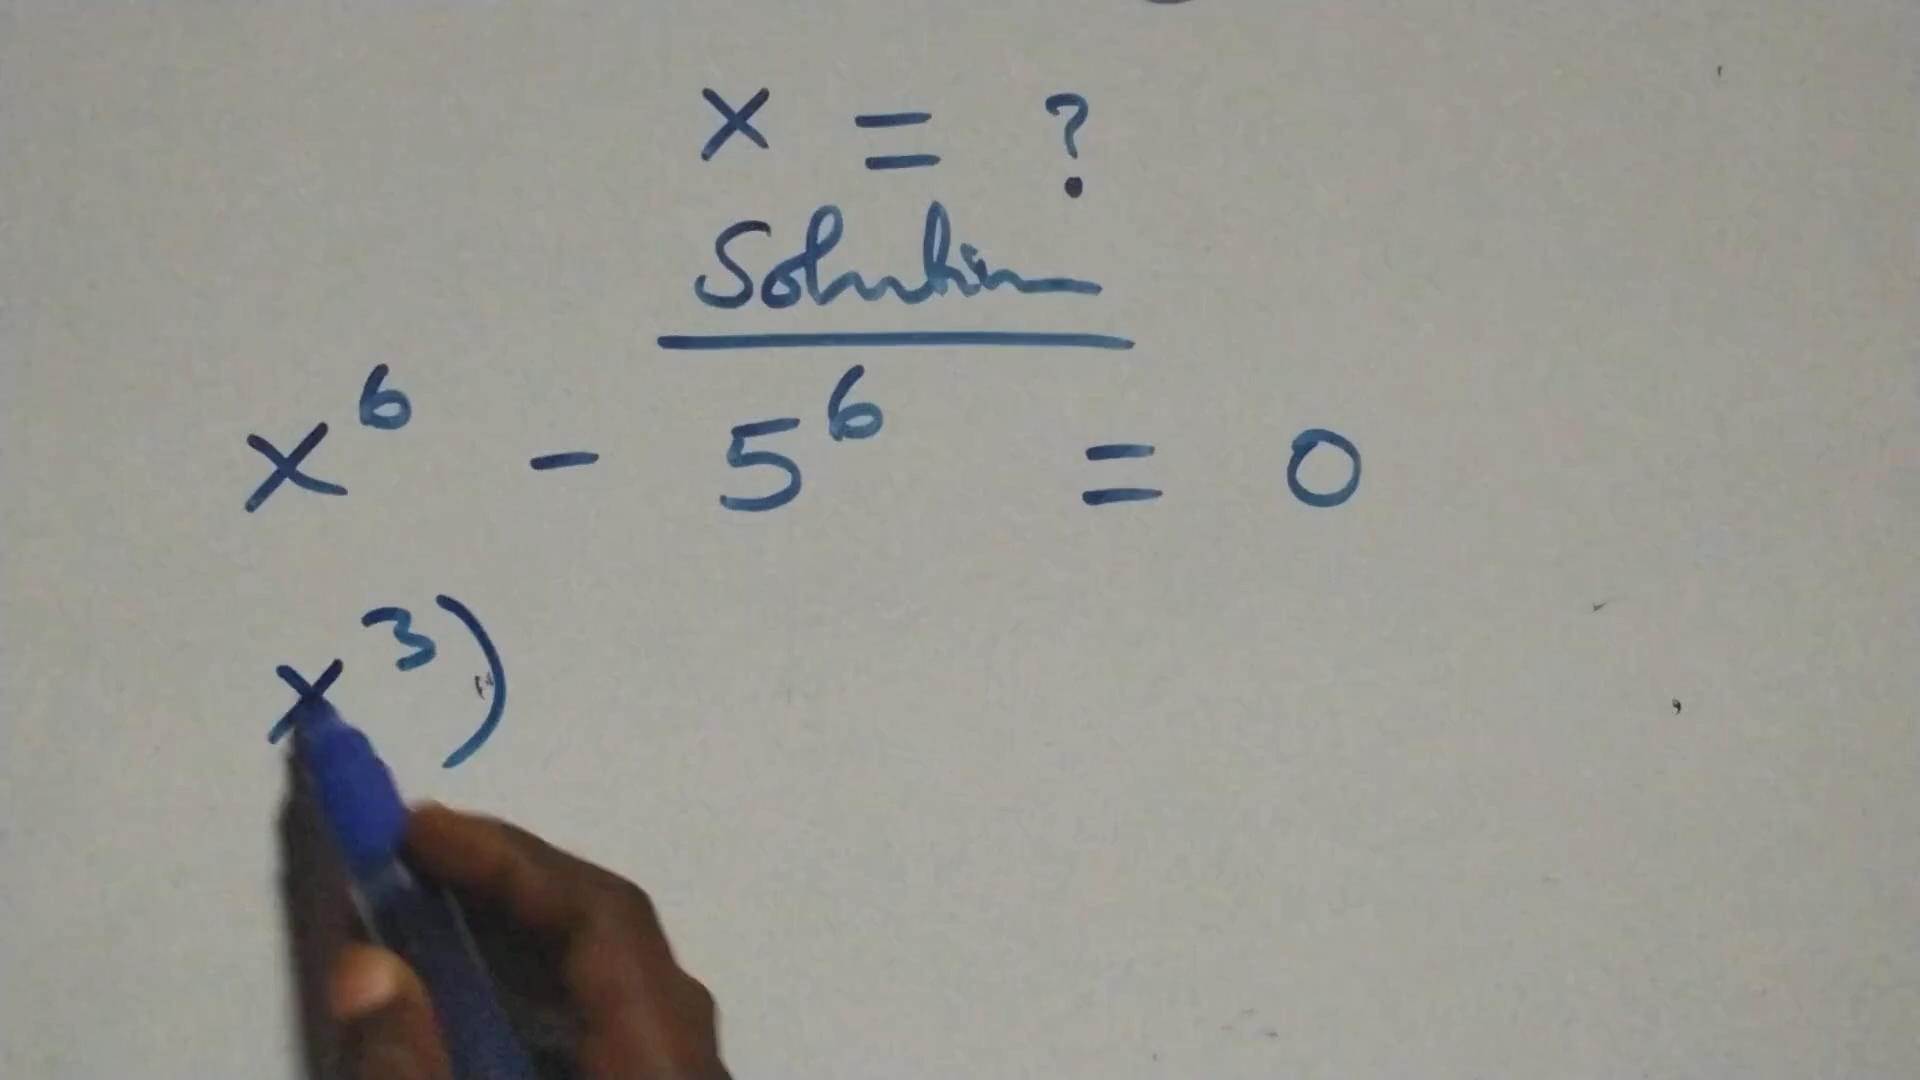 x = ?
Solution
x⁶ - 5⁶ = 0
x³)